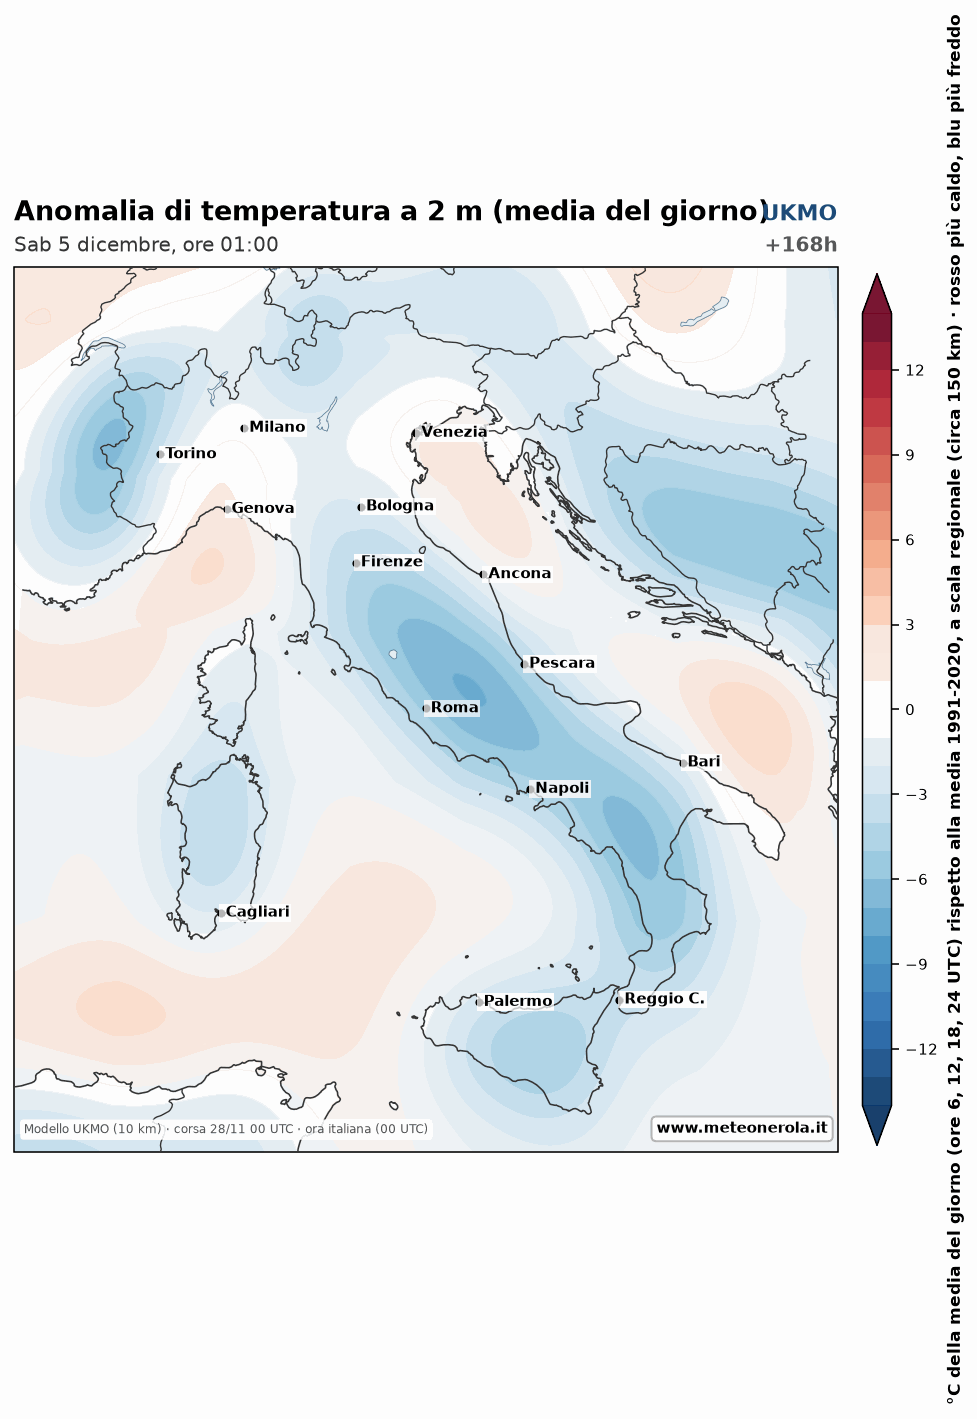 Anomalia di temperatura a 2 m (media del giorno)
UKMO
Sab 5 dicembre, ore 01:00
+168h
Milano
Venezia
Torino
Genova
Bologna
Firenze
Ancona
Pescara
Roma
Bari
Napoli
Cagliari
Palermo
Reggio C.
Modello UKMO (10 km) · corsa 28/11 00 UTC · ora italiana (00 UTC)
www.meteonerola.it
12
9
6
3
0
−3
−6
−9
−12
°C della media del giorno (ore 6, 12, 18, 24 UTC) rispetto alla media 1991-2020, a scala regionale (circa 150 km) · rosso più caldo, blu più freddo